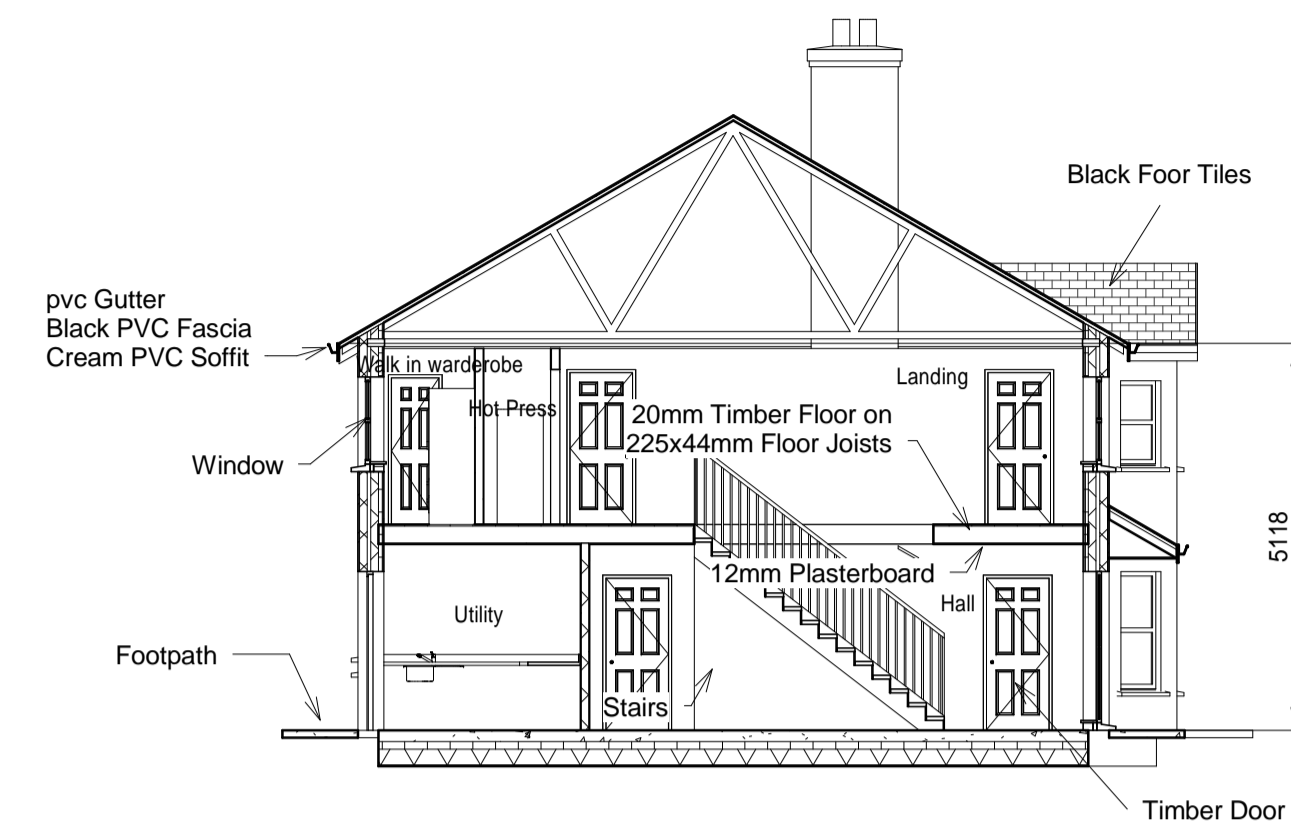 Black Foor Tiles
pvc Gutter
Black PVC Fascia
Cream PVC Soffit
Walk in warderobe
Landing
Hot Press
20mm Timber Floor on
225x44mm Floor Joists
Window
5118
12mm Plasterboard
Hall
Utility
Footpath
Stairs
Timber Door